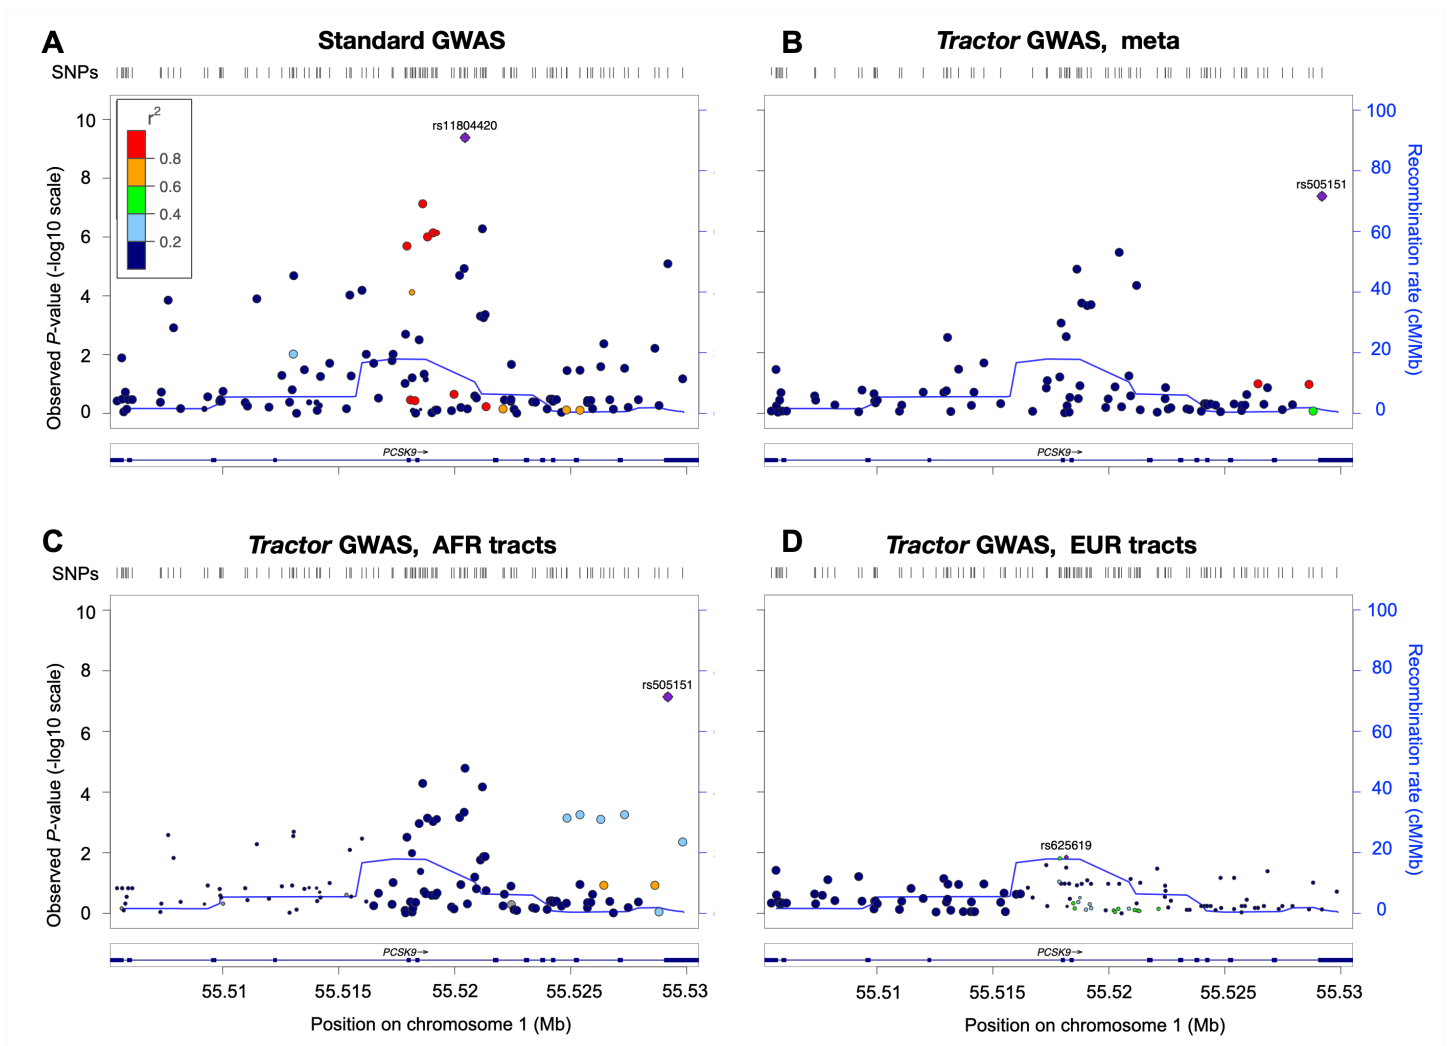 A
Standard GWAS
B
Tractor GWAS, meta
SNPs
r2
0.8
0.6
0.4
0.2
10
8
6
4
2
0
Observed P-value (-log10 scale)
rs11804420
PCSK9→
rs505151
100
80
60
40
20
0
Recombination rate (cM/Mb)
PCSK9→
C
Tractor GWAS, AFR tracts
D
Tractor GWAS, EUR tracts
SNPs
10
8
6
4
2
0
Observed P-value (-log10 scale)
rs505151
PCSK9→
55.51
55.515
55.52
55.525
55.53
Position on chromosome 1 (Mb)
rs625619
100
80
60
40
20
0
Recombination rate (cM/Mb)
PCSK9→
55.51
55.515
55.52
55.525
55.53
Position on chromosome 1 (Mb)